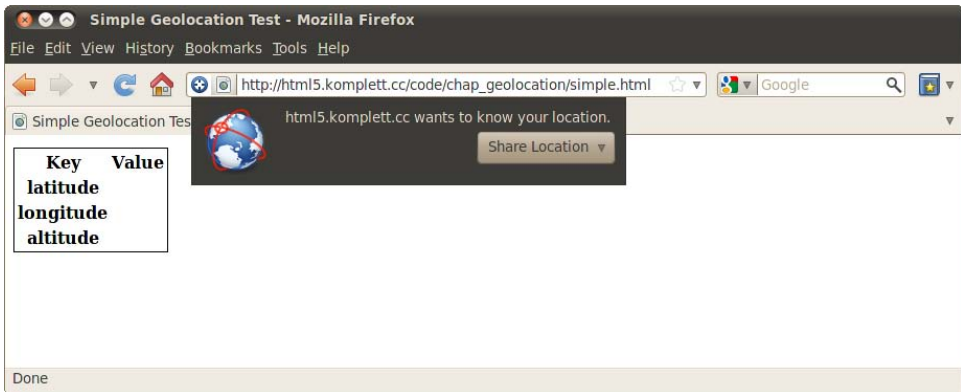 Simple Geolocation Test - Mozilla Firefox
File Edit View History Bookmarks Tools Help
http://html5.komplett.cc/code/chap_geolocation/simple.html
Google
Simple Geolocation Tes
html5.komplett.cc wants to know your location.
Share Location
Key Value
latitude
longitude
altitude
Done